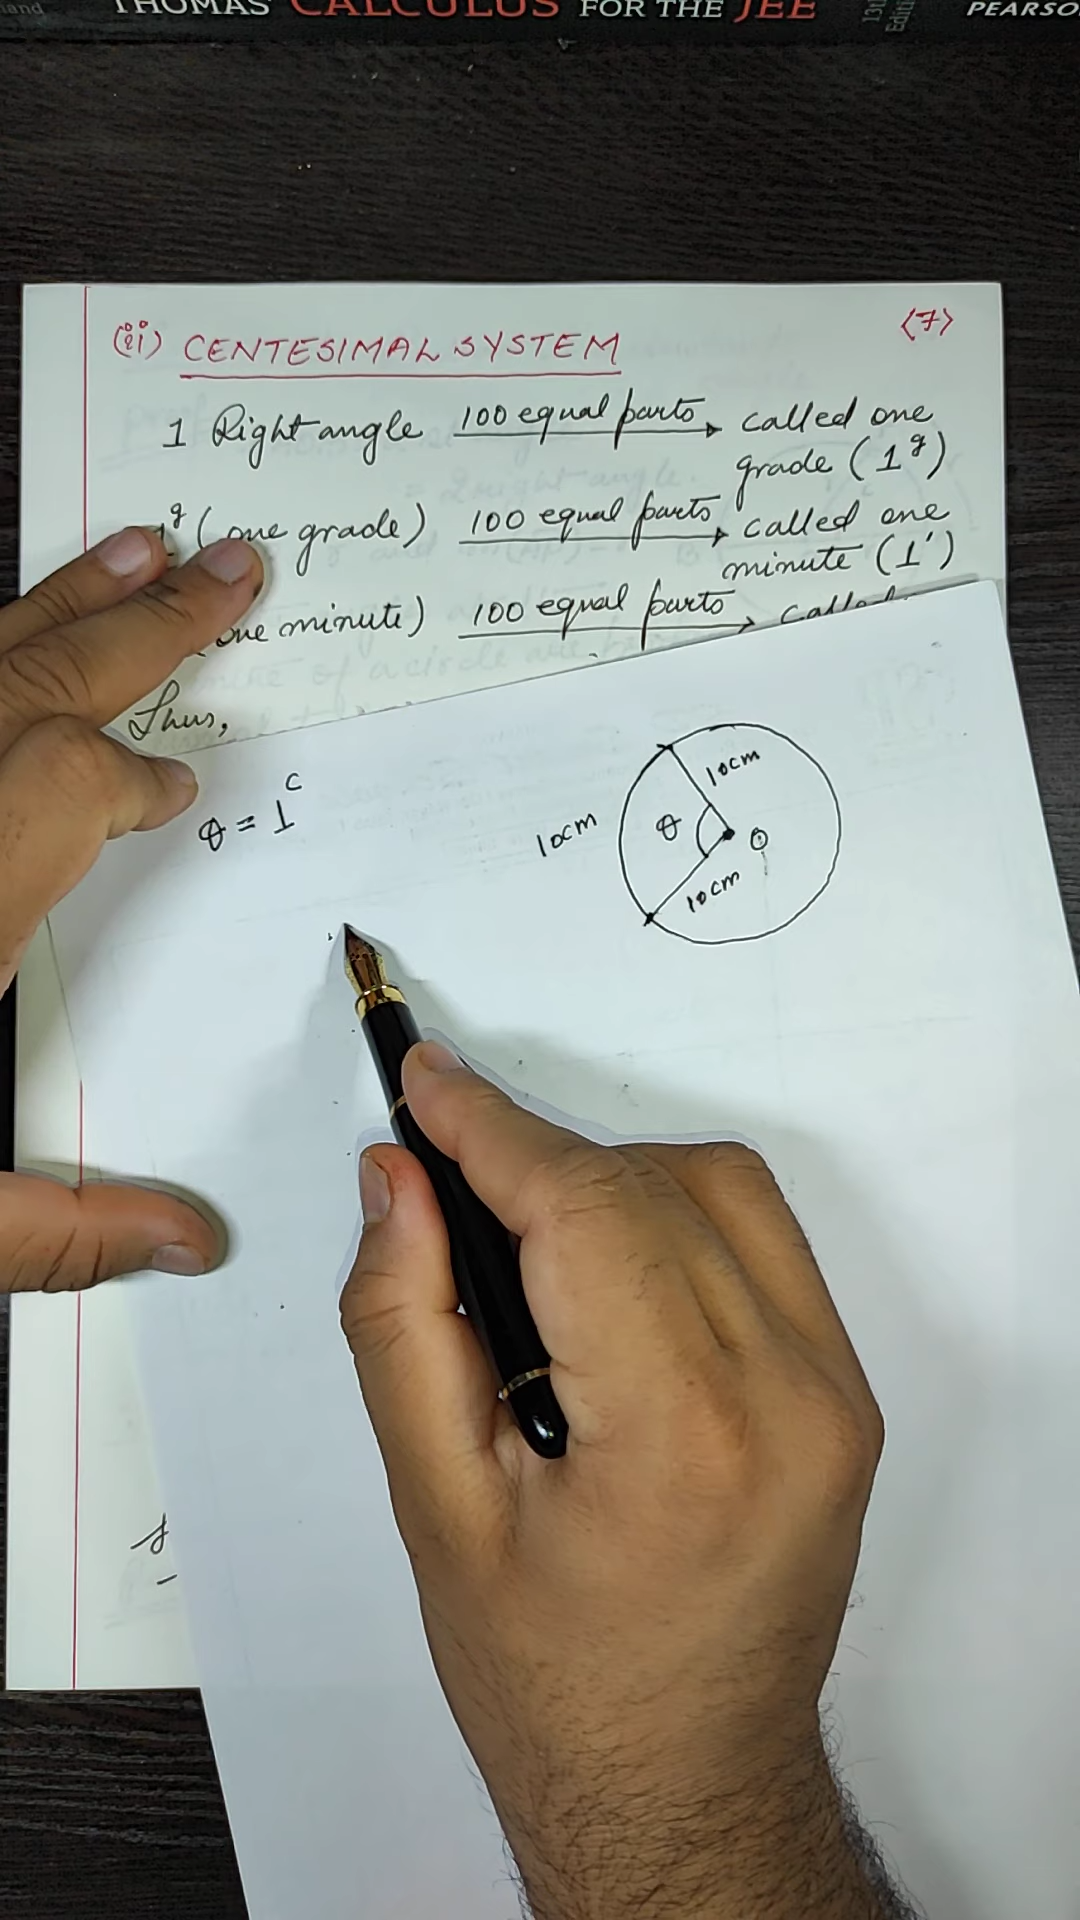 THOMAS' CALCULUS FOR THE JEE
PEARSO
(ii) CENTESIMAL SYSTEM
<7>
1 Right angle 100 equal parts called one
grade (1^g)
1^g (one grade) 100 equal parts called one
minute (1')
(one minute) 100 equal parts called
Thus,
θ = 1^c
10cm
10cm
θ
O
10cm